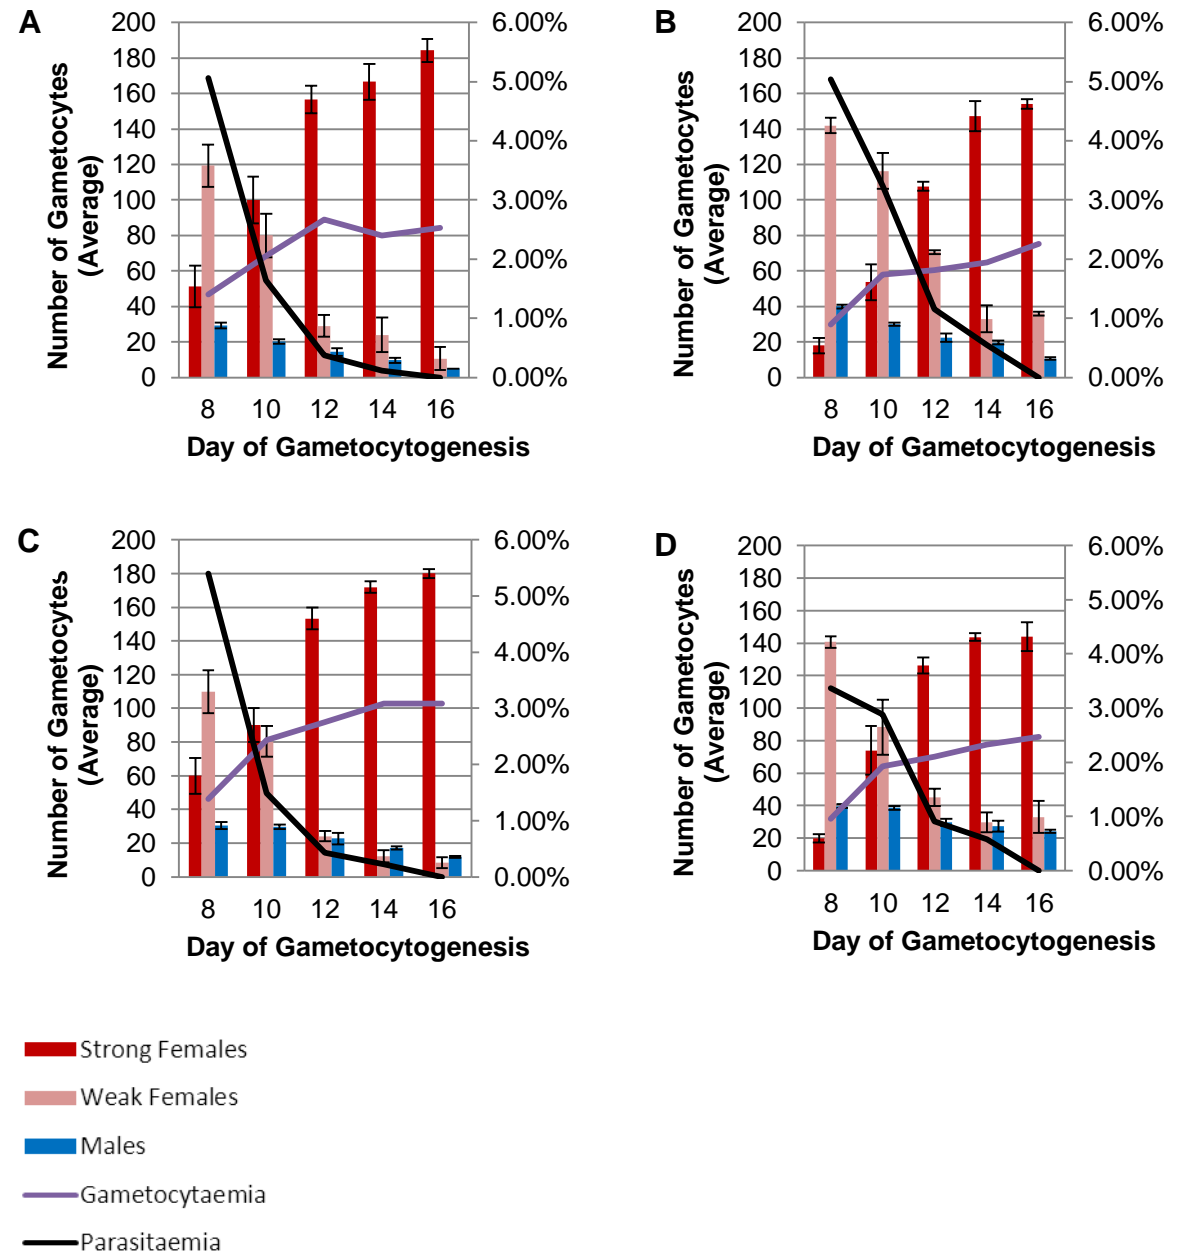 A
Number of Gametocytes
(Average)
200
180
160
140
120
100
80
60
40
20
0
6.00%
5.00%
4.00%
3.00%
2.00%
1.00%
0.00%
8 10 12 14 16
Day of Gametocytogenesis
B
Number of Gametocytes
(Average)
200
180
160
140
120
100
80
60
40
20
0
6.00%
5.00%
4.00%
3.00%
2.00%
1.00%
0.00%
8 10 12 14 16
Day of Gametocytogenesis
C
Number of Gametocytes
(Average)
200
180
160
140
120
100
80
60
40
20
0
6.00%
5.00%
4.00%
3.00%
2.00%
1.00%
0.00%
8 10 12 14 16
Day of Gametocytogenesis
D
Number of Gametocytes
(Average)
200
180
160
140
120
100
80
60
40
20
0
6.00%
5.00%
4.00%
3.00%
2.00%
1.00%
0.00%
8 10 12 14 16
Day of Gametocytogenesis
Strong Females
Weak Females
Males
Gametocytaemia
Parasitaemia